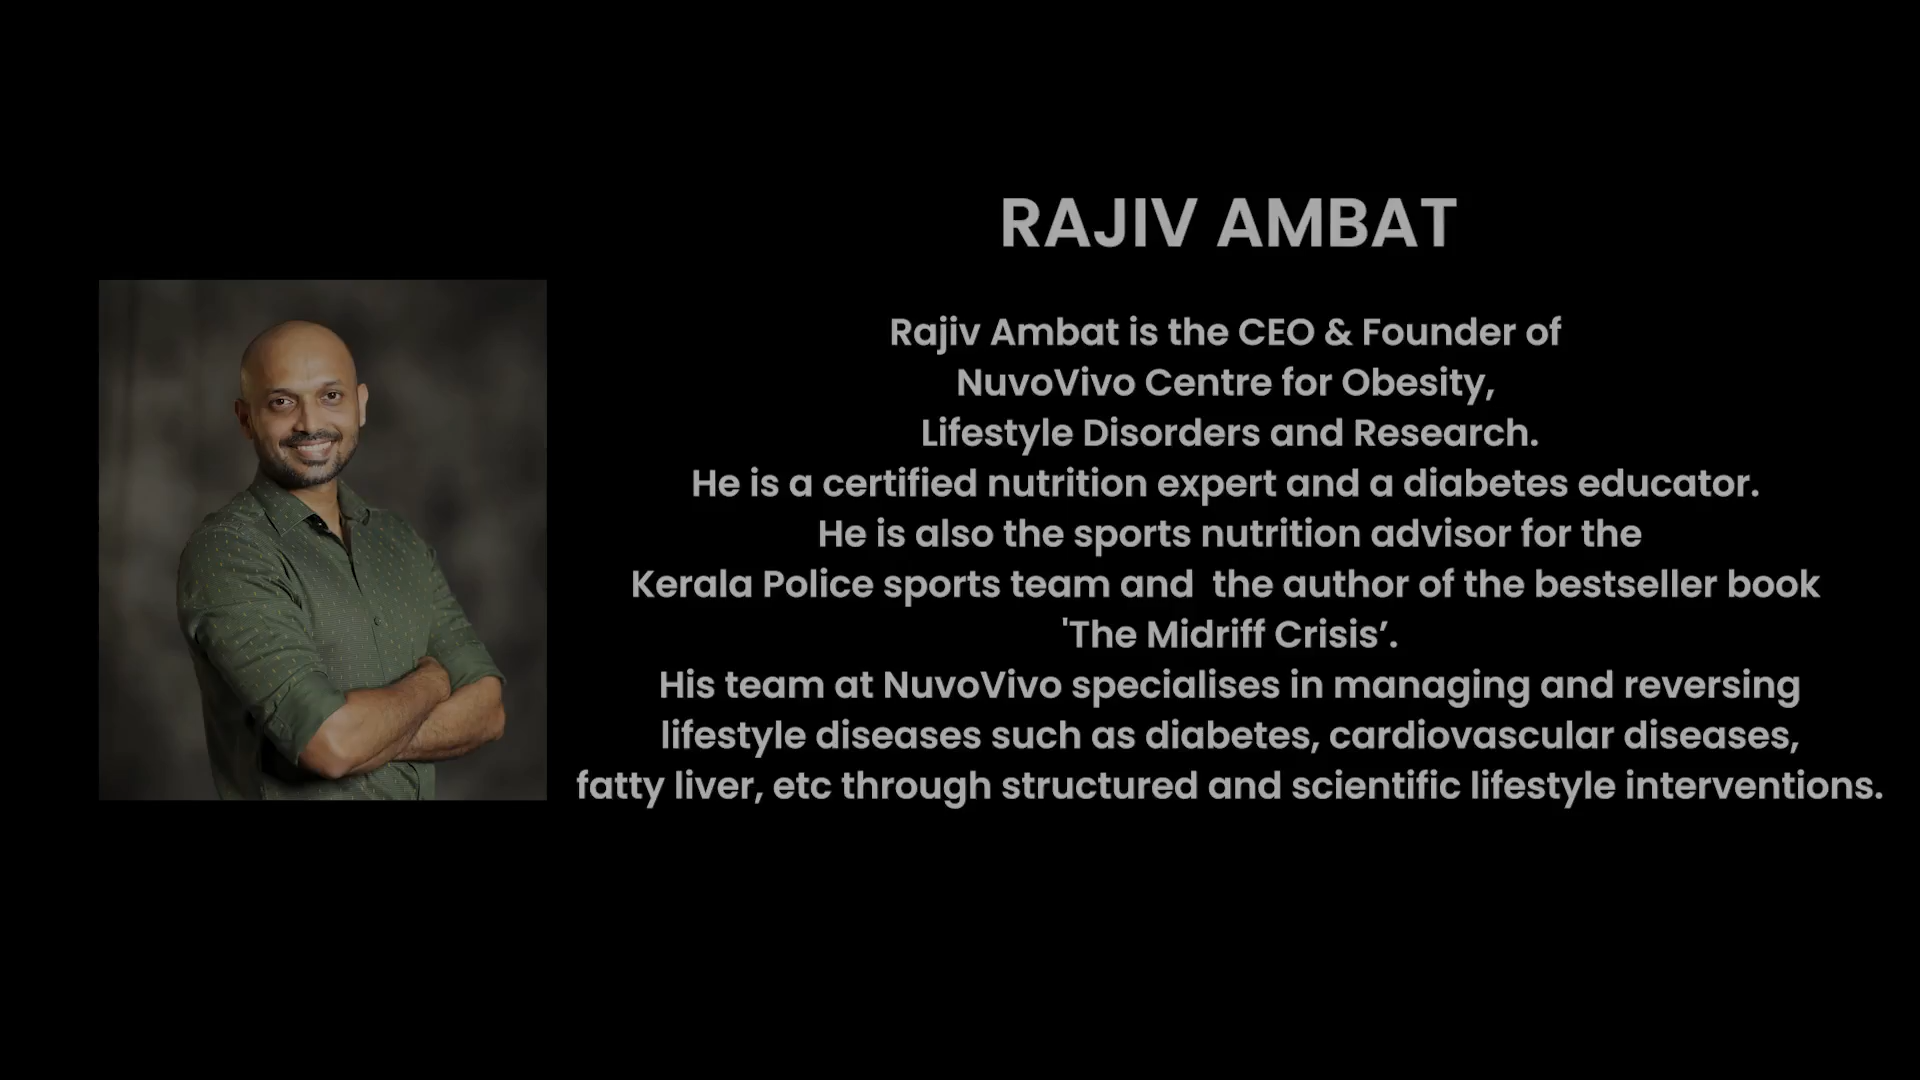 RAJIV AMBAT
Rajiv Ambat is the CEO & Founder of
NuvoVivo Centre for Obesity,
Lifestyle Disorders and Research.
He is a certified nutrition expert and a diabetes educator.
He is also the sports nutrition advisor for the
Kerala Police sports team and  the author of the bestseller book
'The Midriff Crisis’.
His team at NuvoVivo specialises in managing and reversing
lifestyle diseases such as diabetes, cardiovascular diseases,
fatty liver, etc through structured and scientific lifestyle interventions.